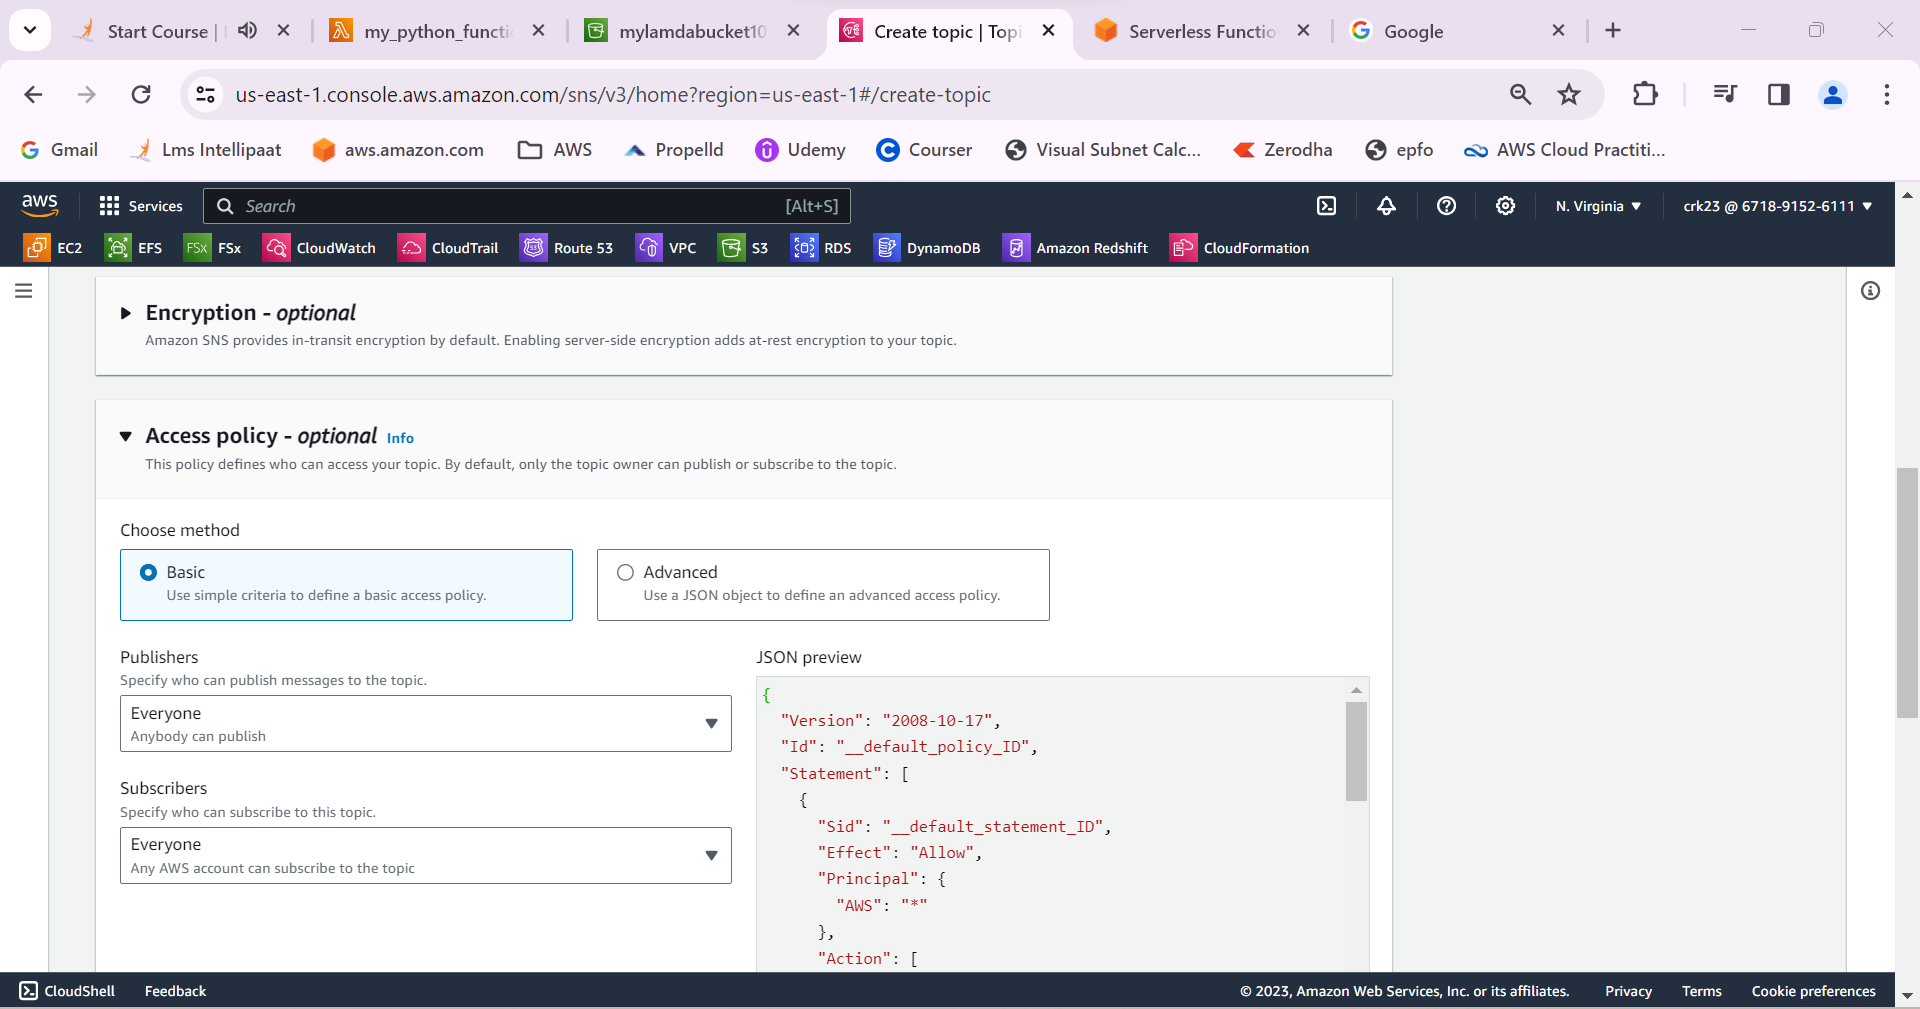 Start Course |
my_python_functi
mylamdabucket10
Create topic | Topi
Serverless Functio
Google
us-east-1.console.aws.amazon.com/sns/v3/home?region=us-east-1#/create-topic
Gmail
Lms Intellipaat
aws.amazon.com
AWS
Propelld
Udemy
Courser
Visual Subnet Calc...
Zerodha
epfo
AWS Cloud Practiti...
aws
Services
Search
[Alt+S]
N. Virginia
crk23 @ 6718-9152-6111
EC2
EFS
FSx
FSx
CloudWatch
CloudTrail
Route 53
VPC
S3
RDS
DynamoDB
Amazon Redshift
CloudFormation
Encryption - optional
Amazon SNS provides in-transit encryption by default. Enabling server-side encryption adds at-rest encryption to your topic.
Access policy - optional Info
This policy defines who can access your topic. By default, only the topic owner can publish or subscribe to the topic.
Choose method
Basic
Use simple criteria to define a basic access policy.
Advanced
Use a JSON object to define an advanced access policy.
Publishers
Specify who can publish messages to the topic.
Everyone
Anybody can publish
Subscribers
Specify who can subscribe to this topic.
Everyone
Any AWS account can subscribe to the topic
JSON preview
{
"Version": "2008-10-17",
"Id": "__default_policy_ID",
"Statement": [
{
"Sid": "__default_statement_ID",
"Effect": "Allow",
"Principal": {
"AWS": "*"
},
"Action": [
CloudShell
Feedback
© 2023, Amazon Web Services, Inc. or its affiliates.
Privacy
Terms
Cookie preferences